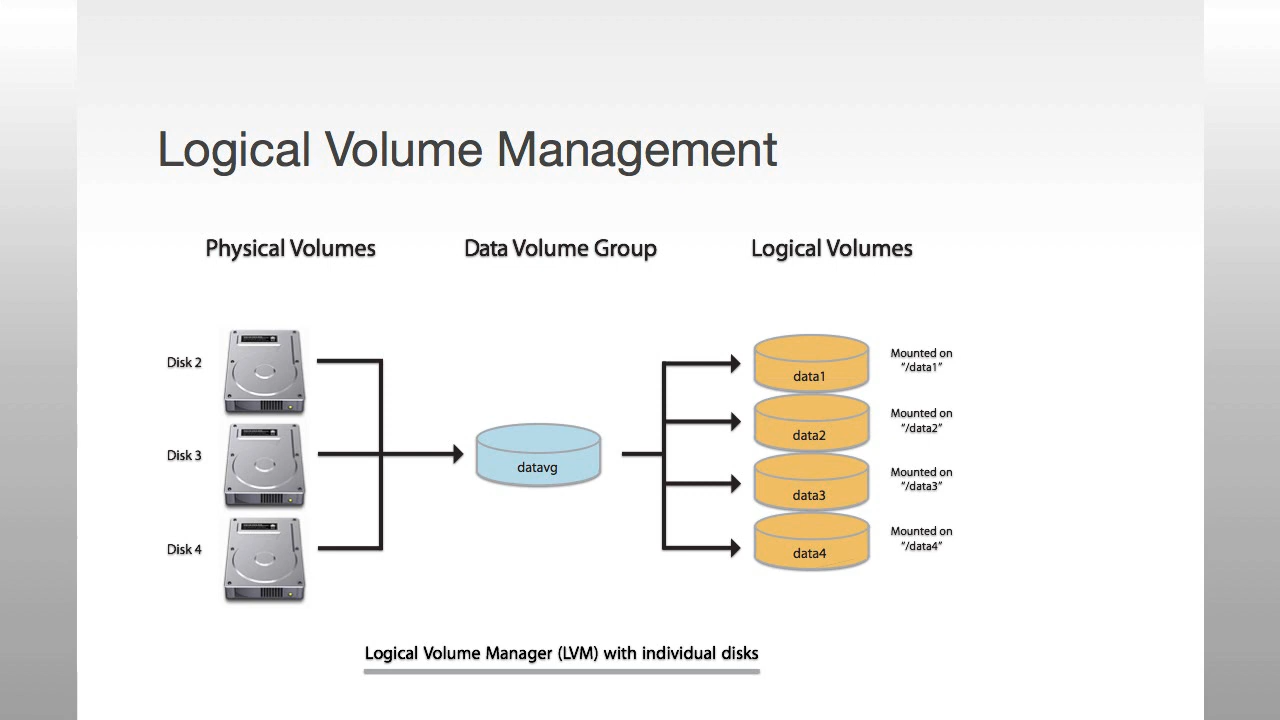 Logical Volume Management
Physical Volumes
Data Volume Group
Logical Volumes
Disk 2
Disk 3
Disk 4
datavg
data1
Mounted on
“/data1”
data2
Mounted on
“/data2”
data3
Mounted on
“/data3”
data4
Mounted on
“/data4”
Logical Volume Manager (LVM) with individual disks